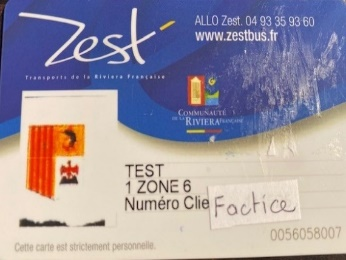 Zest
ALLO Zest. 04 93 35 93 60
www.zestbus.fr
Transports de la Riviera Française
COMMUNAUTÉ
DE LA RIVIERA FRANÇAISE
TEST
1 ZONE 6
Numéro Clie Factice
0056058007
Cette carte est strictement personnelle.